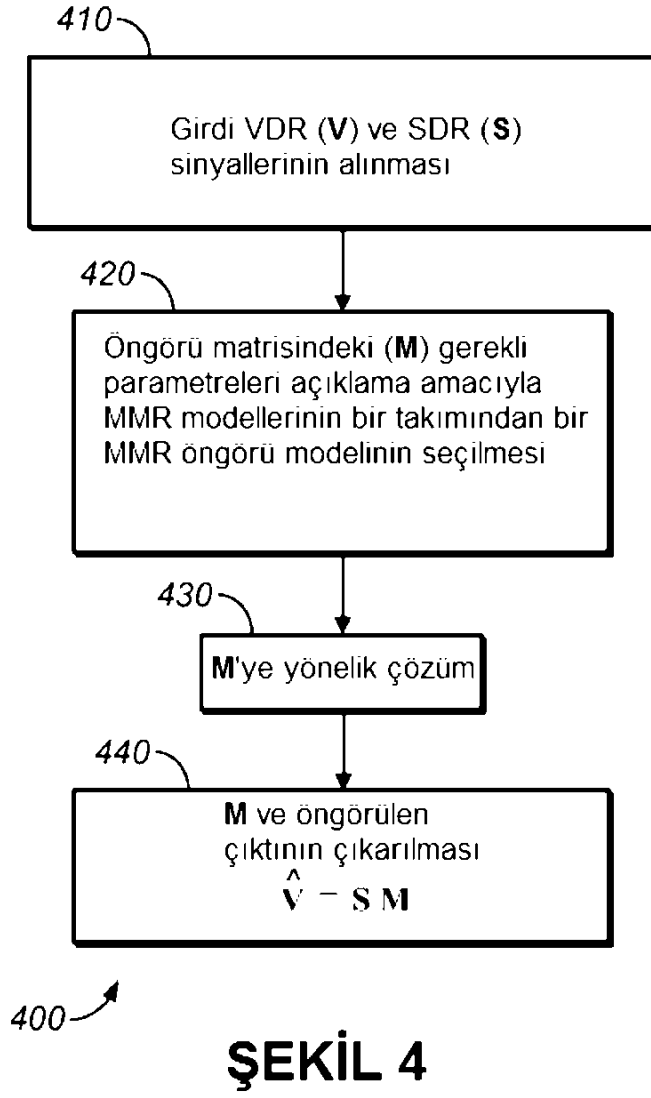 410
Girdi VDR (V) ve SDR (S)
sinyallerinin alınması
420
Öngörü matrisindeki (M) gerekli
parametreleri açıklama amacıyla
MMR modellerinin bir takımından bir
MMR öngörü modelinin seçilmesi
430
M'ye yönelik çözüm
440
M ve öngörülen
çıktının çıkarılması
V̂ = S M
400
ŞEKİL 4